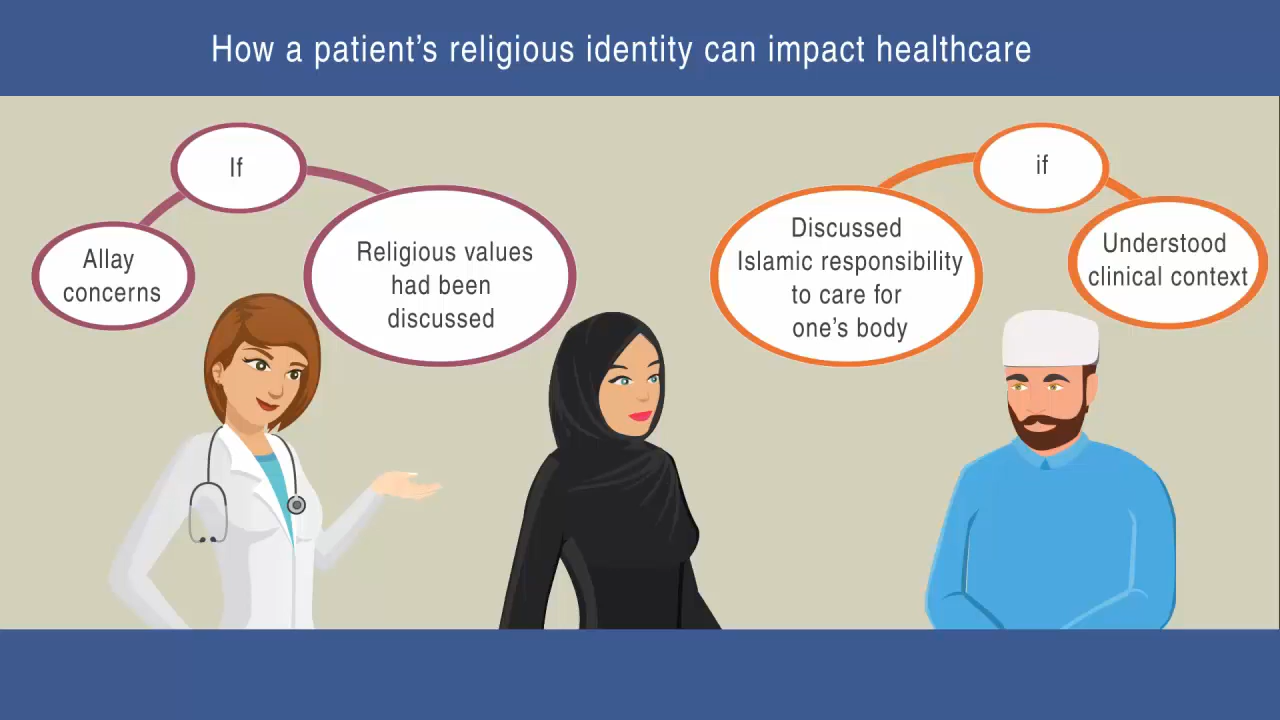 How a patient’s religious identity can impact healthcare
If
Allay
concerns
Religious values
had been
discussed
if
Discussed
Islamic responsibility
to care for
one’s body
Understood
clinical context